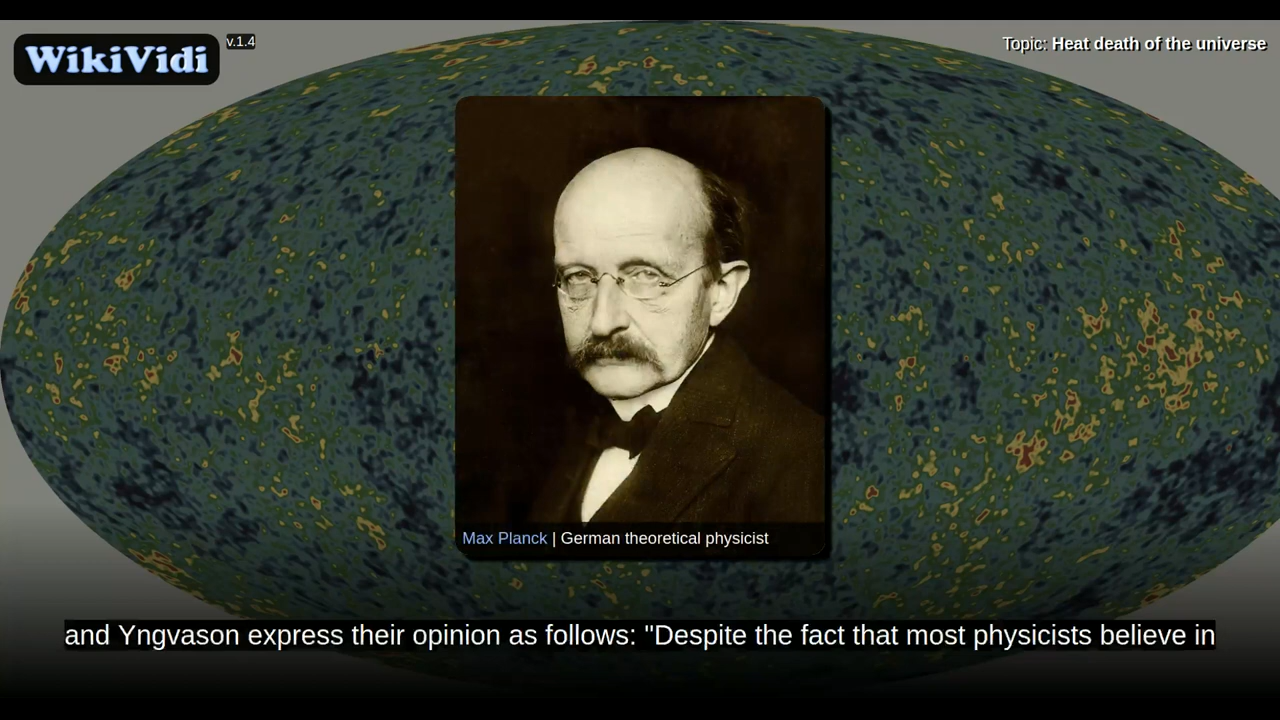 WikiVidi
v.1.4
Topic: Heat death of the universe
Max Planck | German theoretical physicist
and Yngvason express their opinion as follows: "Despite the fact that most physicists believe in